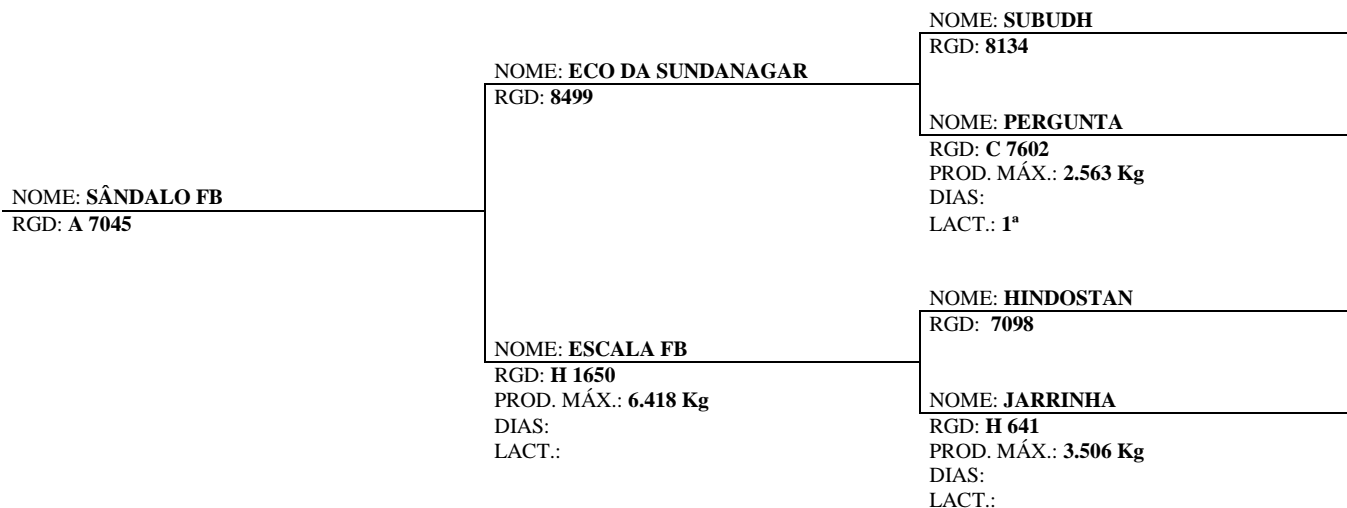 NOME: SUBUDH
RGD: 8134
NOME: ECO DA SUNDANAGAR
RGD: 8499
NOME: PERGUNTA
RGD: C 7602
PROD. MÁX.: 2.563 Kg
DIAS:
LACT.: 1ª
NOME: SÂNDALO FB
RGD: A 7045
NOME: HINDOSTAN
RGD: 7098
NOME: ESCALA FB
RGD: H 1650
PROD. MÁX.: 6.418 Kg
DIAS:
LACT.:
NOME: JARRINHA
RGD: H 641
PROD. MÁX.: 3.506 Kg
DIAS:
LACT.: